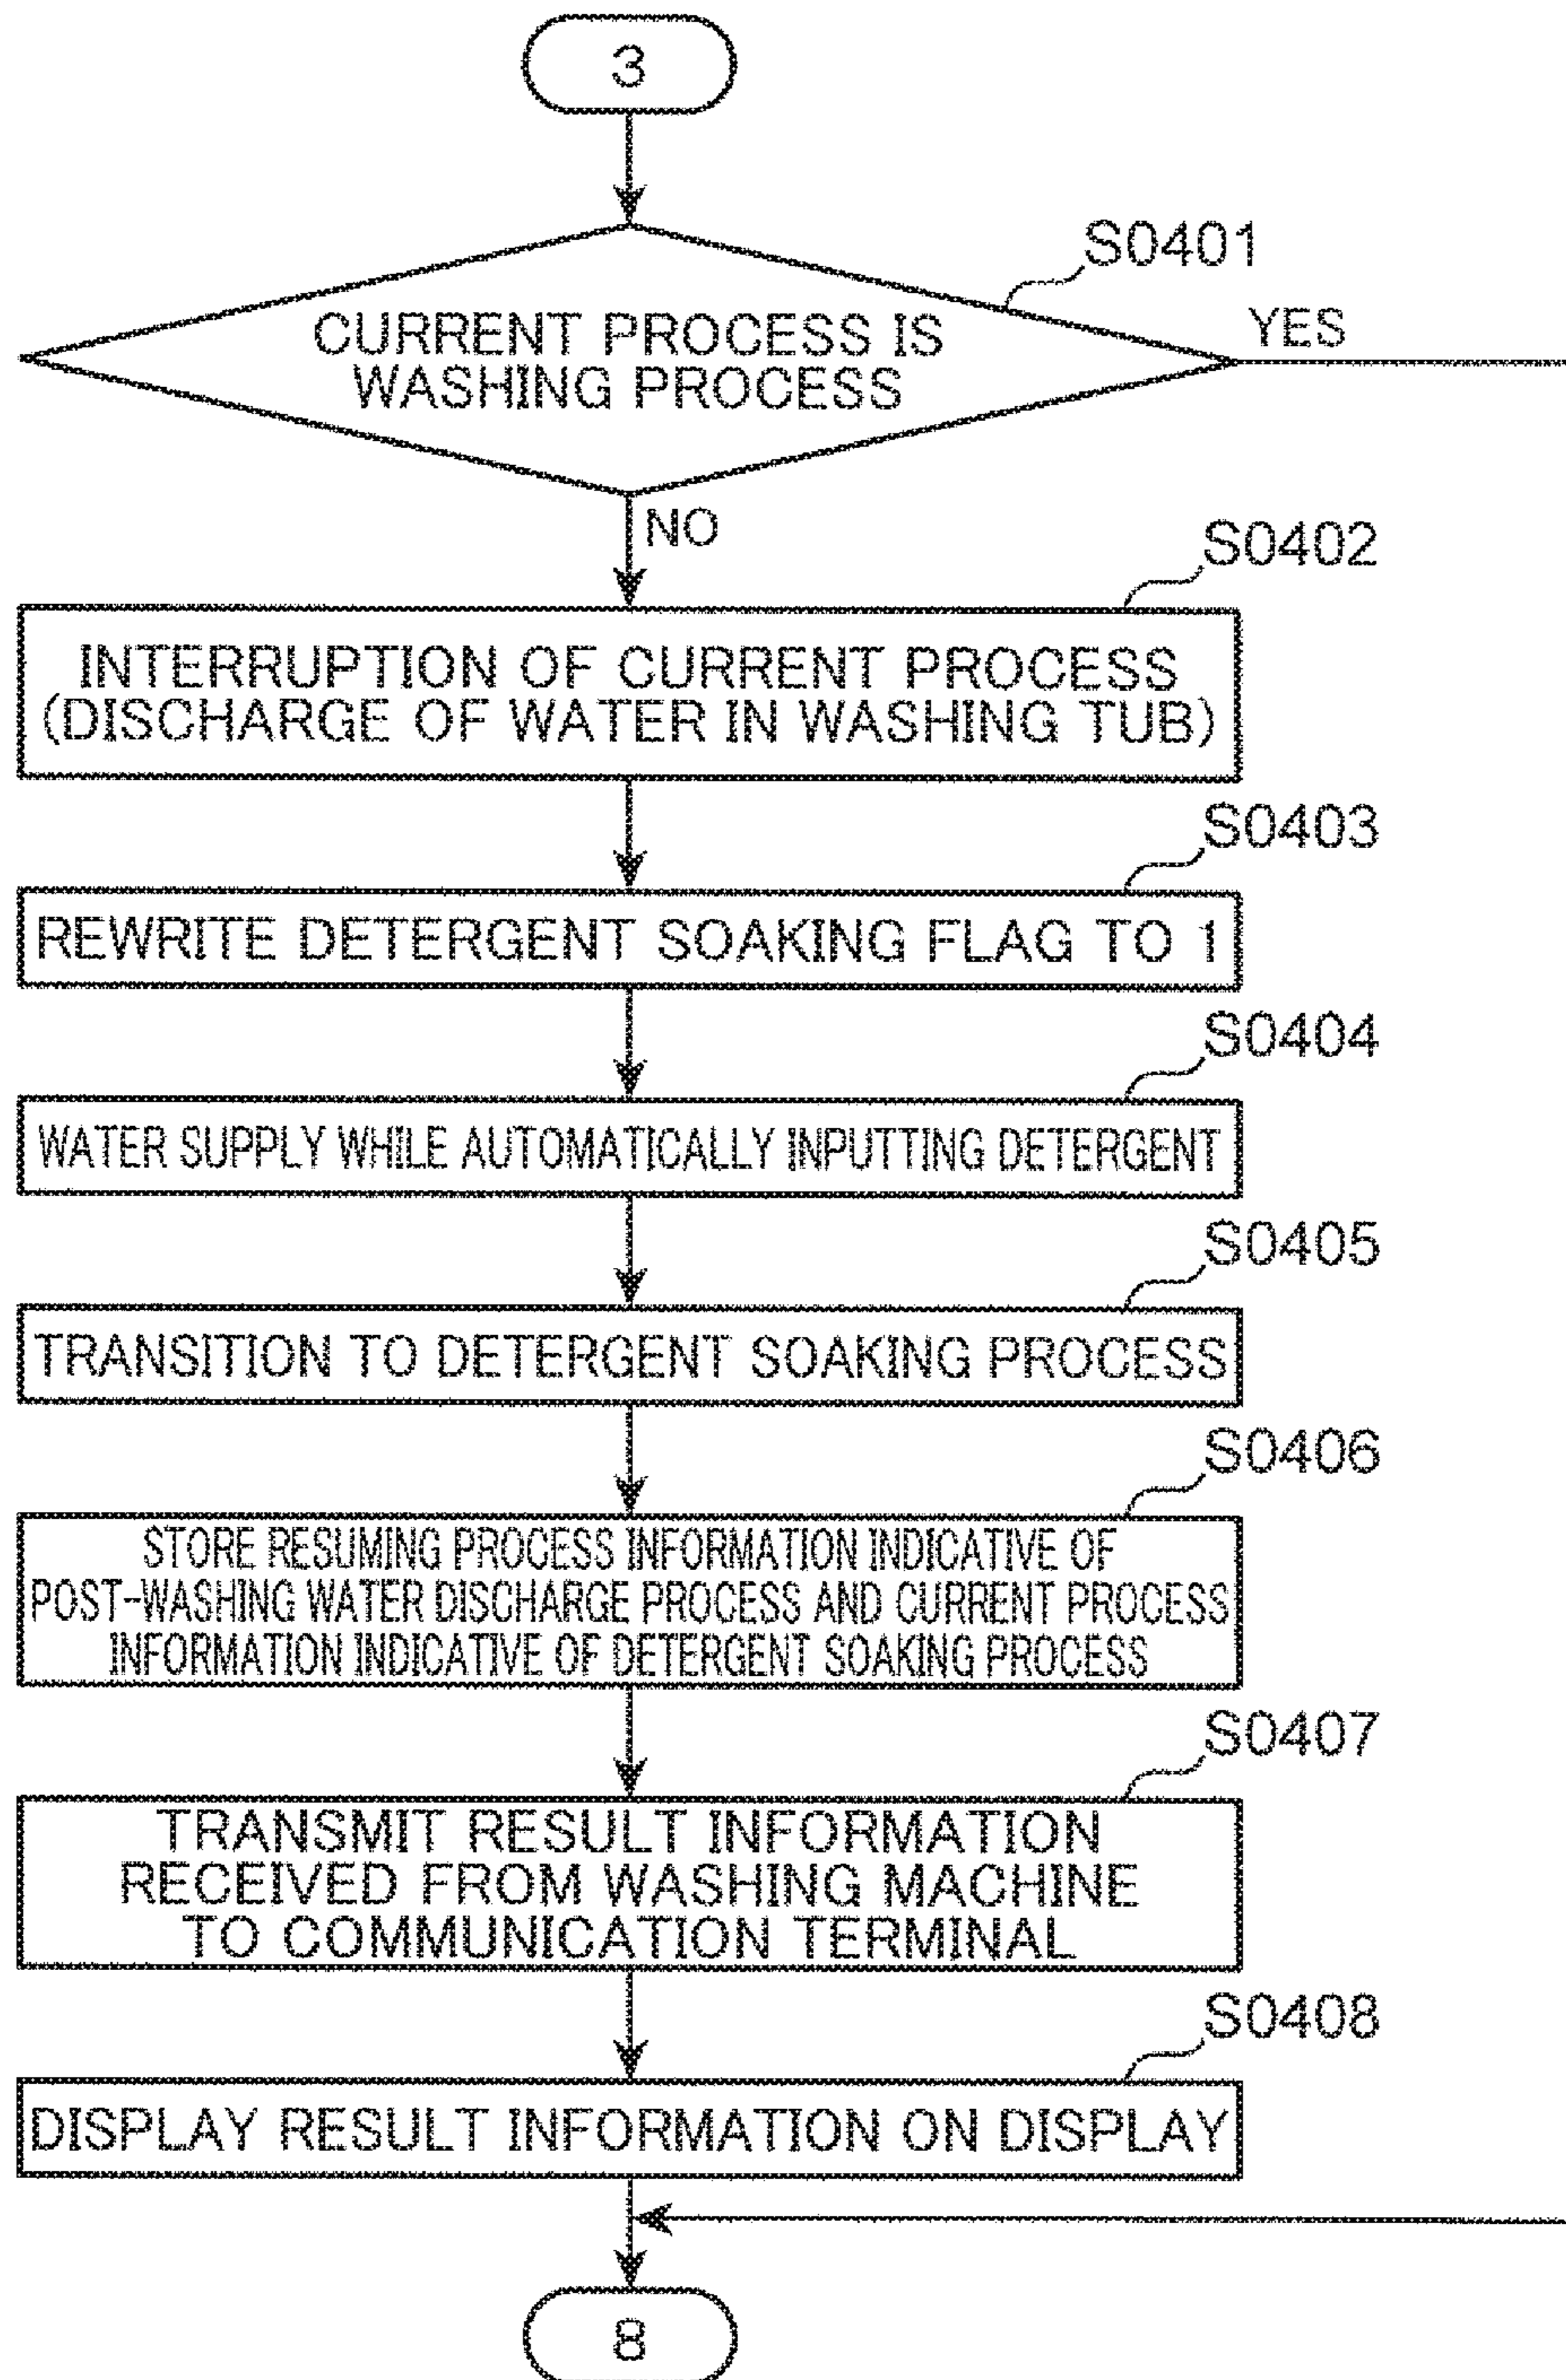 3
S0401
CURRENT PROCESS IS
WASHING PROCESS
YES
NO
S0402
INTERRUPTION OF CURRENT PROCESS
(DISCHARGE OF WATER IN WASHING TUB)
S0403
REWRITE DETERGENT SOAKING FLAG TO 1
S0404
WATER SUPPLY WHILE AUTOMATICALLY INPUTTING DETERGENT
S0405
TRANSITION TO DETERGENT SOAKING PROCESS
S0406
STORE RESUMING PROCESS INFORMATION INDICATIVE OF
POST-WASHING WATER DISCHARGE PROCESS AND CURRENT PROCESS
INFORMATION INDICATIVE OF DETERGENT SOAKING PROCESS
S0407
TRANSMIT RESULT INFORMATION
RECEIVED FROM WASHING MACHINE
TO COMMUNICATION TERMINAL
S0408
DISPLAY RESULT INFORMATION ON DISPLAY
8